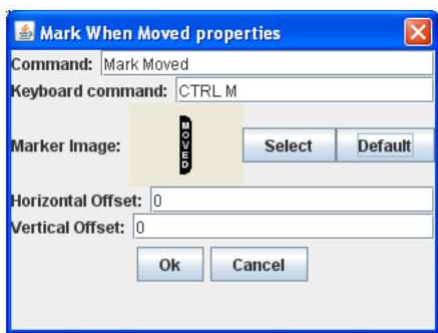 Mark When Moved properties
Command: Mark Moved
Keyboard command: CTRL M
Marker Image: MOVED Select Default
Horizontal Offset: 0
Vertical Offset: 0
Ok Cancel